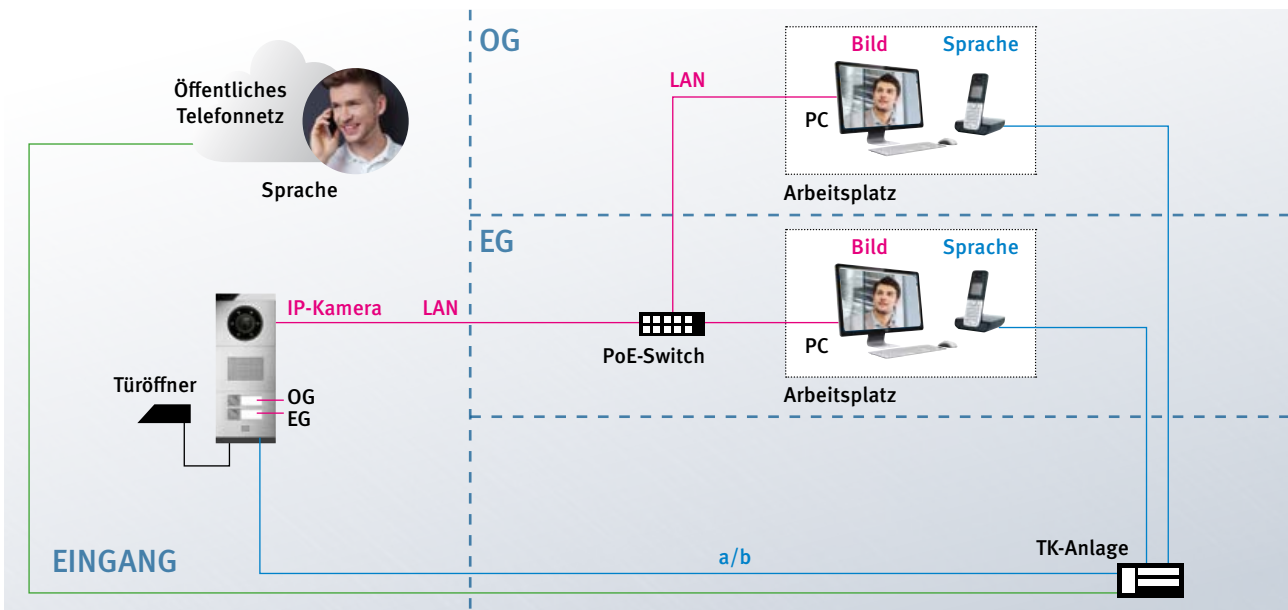 Öffentliches
Telefonnetz
Sprache
OG
Bild
Sprache
LAN
PC
Arbeitsplatz
EG
Bild
Sprache
IP-Kamera
LAN
PoE-Switch
PC
Arbeitsplatz
Türöffner
OG
EG
EINGANG
a/b
TK-Anlage